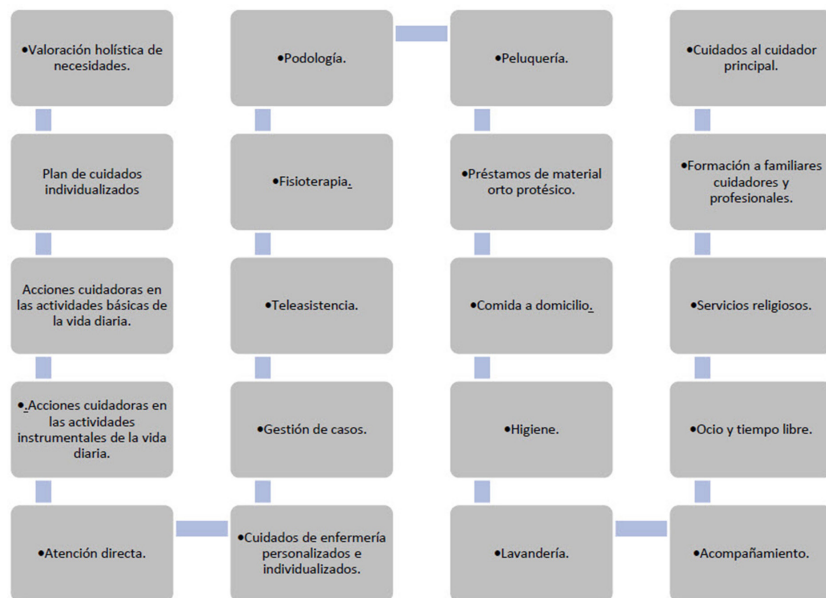 •Valoración holística de
necesidades.
Plan de cuidados
individualizados
Acciones cuidadoras en
las actividades básicas de
la vida diaria.
•.Acciones cuidadoras en
las actividades
instrumentales de la vida
diaria.
•Atención directa.
•Cuidados de enfermería
personalizados e
individualizados.
•Gestión de casos.
•Teleasistencia.
•Fisioterapia.
•Podología.
•Peluquería.
•Préstamos de material
orto protésico.
•Comida a domicilio.
•Higiene.
•Lavandería.
•Acompañamiento.
•Ocio y tiempo libre.
•Servicios religiosos.
•Formación a familiares
cuidadores y
profesionales.
•Cuidados al cuidador
principal.